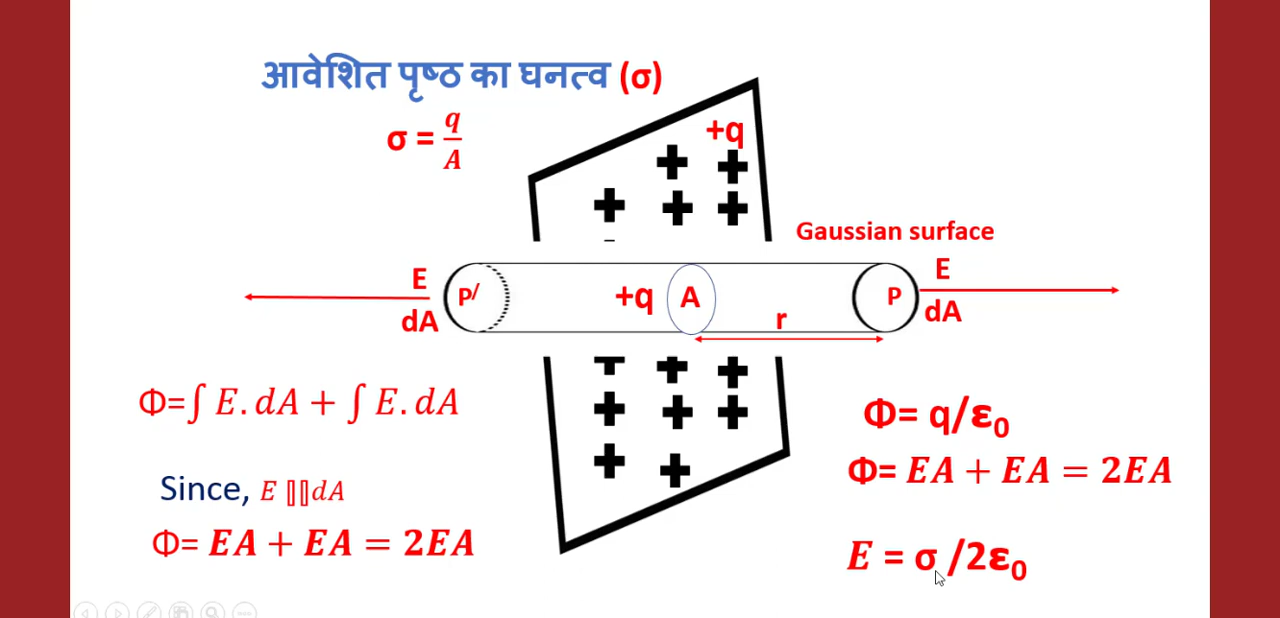 आवेशित पृष्ठ का घनत्व (σ)
σ = q/A
+q
Gaussian surface
E
dA
P/
+q
A
r
P
E
dA
Φ=∫ E.dA + ∫ E.dA
Since, E ▯▯dA
Φ= EA + EA = 2EA
Φ= q/ε₀
Φ= EA + EA = 2EA
E = σ /2ε₀